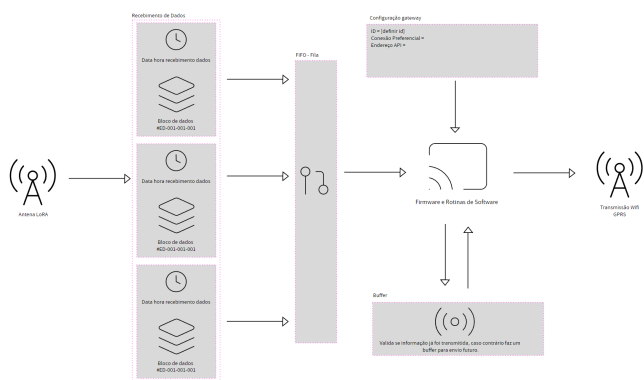 Recebimento de Dados
Data hora recebimento dados
Bloco de dados
#ED-001-001-001
Data hora recebimento dados
Bloco de dados
#ED-001-001-001
Data hora recebimento dados
Bloco de dados
#ED-001-001-001
Antena LoRA
FIFO - Fila
Configuração gateway
ID = [definir id]
Conexão Preferencial =
Endereço API =
Firmware e Rotinas de Software
Transmissão Wifi
GPRS
Buffer
Valida se informação já foi transmitida, caso contrário faz um
buffer para envio futuro.